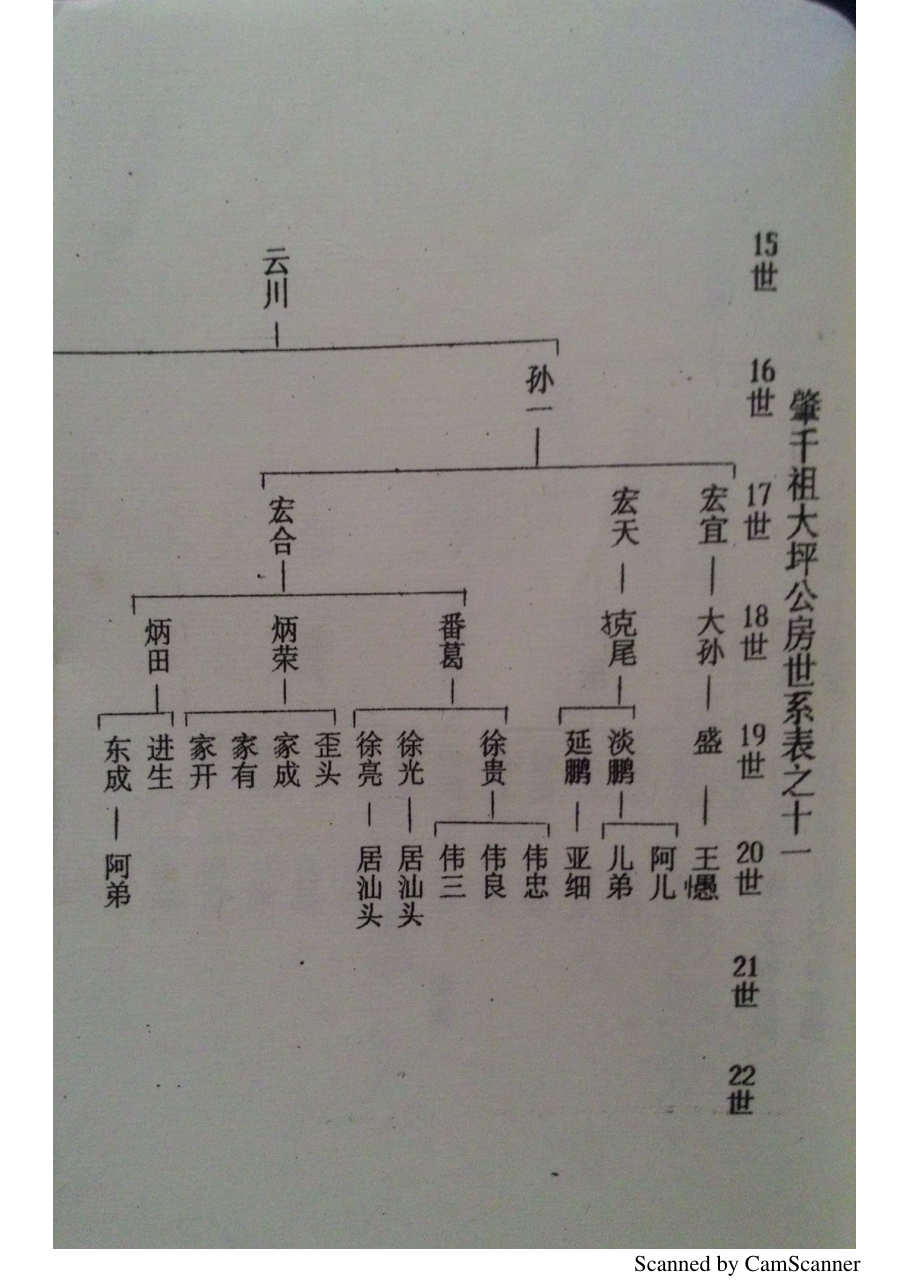 肇千祖大坪公房世系表之十一
15世
16世
17世
18世
19世
20世
21世
22世
云川
孙一
宏宜
宏天
宏合
大孙
尾
番葛
炳荣
炳田
盛
淡鹏
延鹏
徐贵
徐光
徐亮
歪头
家成
家有
家开
进生
东成
王
阿儿
儿弟
亚细
伟忠
伟良
伟三
居汕头
居汕头
阿弟
Scanned by CamScanner